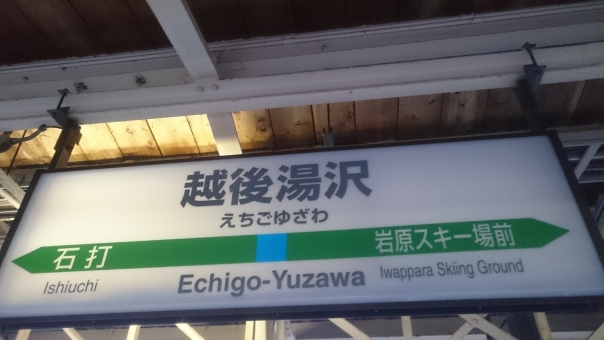 越後湯沢
えちごゆざわ
石打
岩原スキー場前
Ishiuchi
Echigo-Yuzawa
Iwappara Skiing Ground